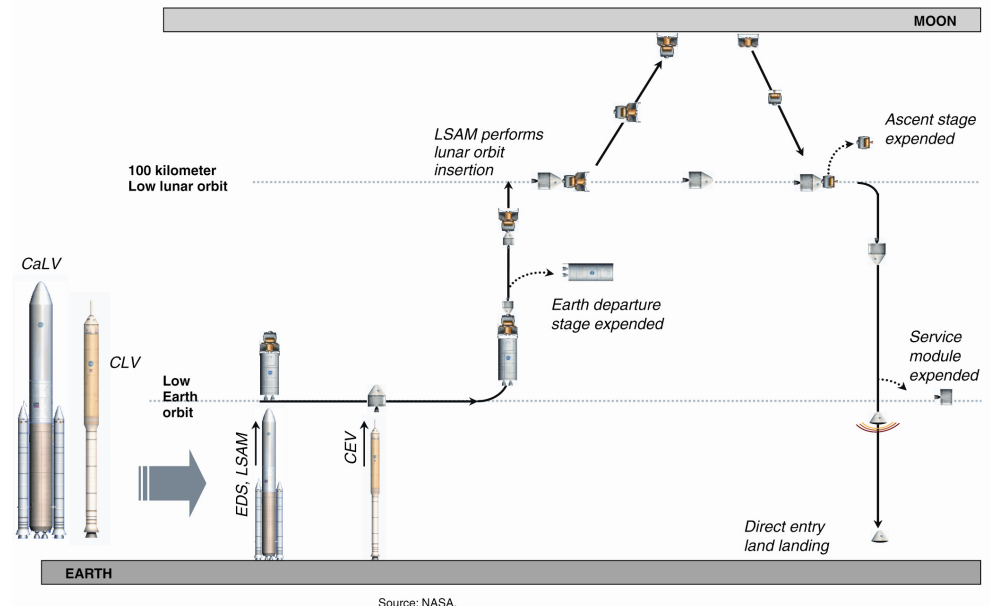 MOON
LSAM performs
lunar orbit
insertion
Ascent stage
expended
100 kilometer
Low lunar orbit
CaLV
CLV
Earth departure
stage expended
Service
module
expended
Low
Earth
orbit
EDS, LSAM
CEV
Direct entry
land landing
EARTH
Source: NASA.